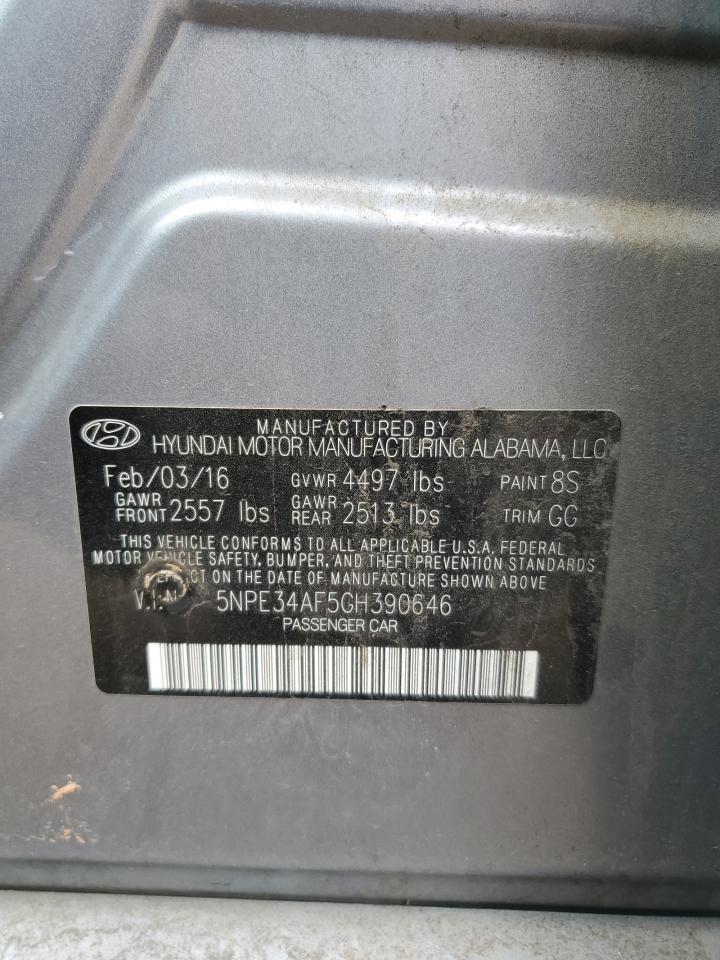 MANUFACTURED BY
HYUNDAI MOTOR MANUFACTURING ALABAMA, LLC
Feb/03/16 GVWR 4497 lbs PAINT 8S
GAWR FRONT 2557 lbs GAWR REAR 2513 lbs TRIM GG
THIS VEHICLE CONFORMS TO ALL APPLICABLE U.S.A. FEDERAL
MOTOR VEHICLE SAFETY, BUMPER, AND THEFT PREVENTION STANDARDS
ON THE DATE OF MANUFACTURE SHOWN ABOVE
V.I.N 5NPE34AF5GH390646
PASSENGER CAR